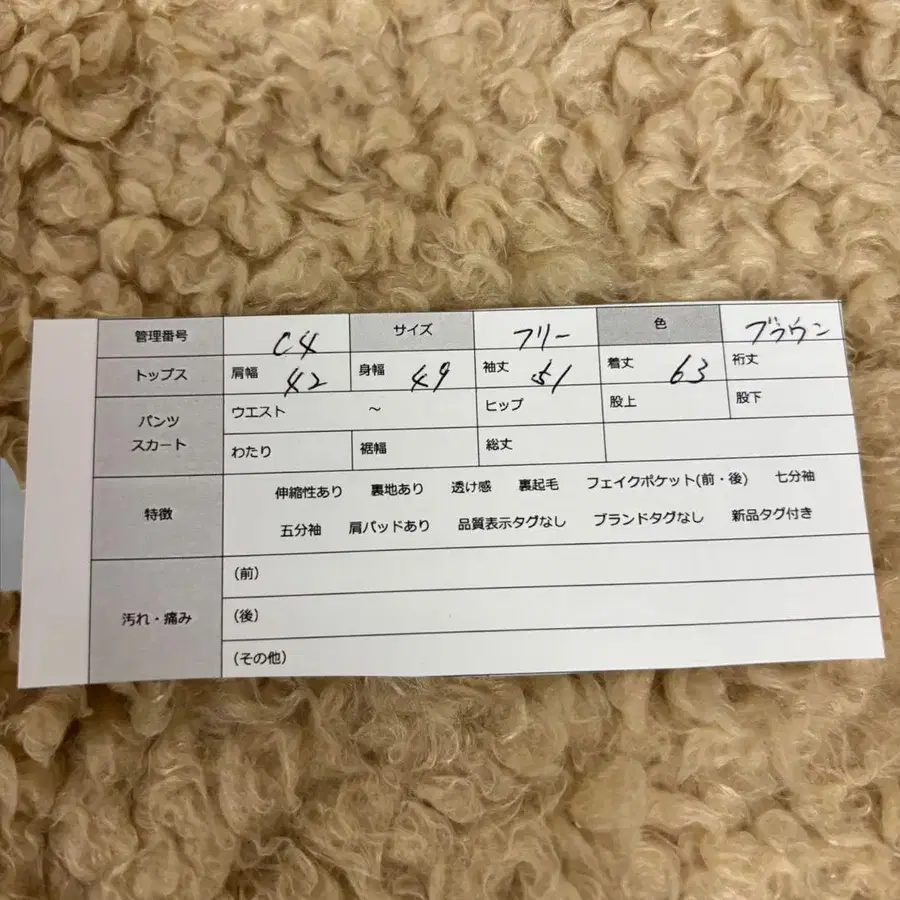 管理番号 C4 サイズ フリー 色 ブラウン
トップス 肩幅 42 身幅 49 袖丈 51 着丈 63 裄丈
パンツ スカート ウエスト ～ ヒップ 股上 股下
わたり 裾幅 総丈
特徴 伸縮性あり 裏地あり 透け感 裏起毛 フェイクポケット(前・後) 七分袖
五分袖 肩パッドあり 品質表示タグなし ブランドタグなし 新品タグ付き
汚れ・痛み (前)
(後)
(その他)